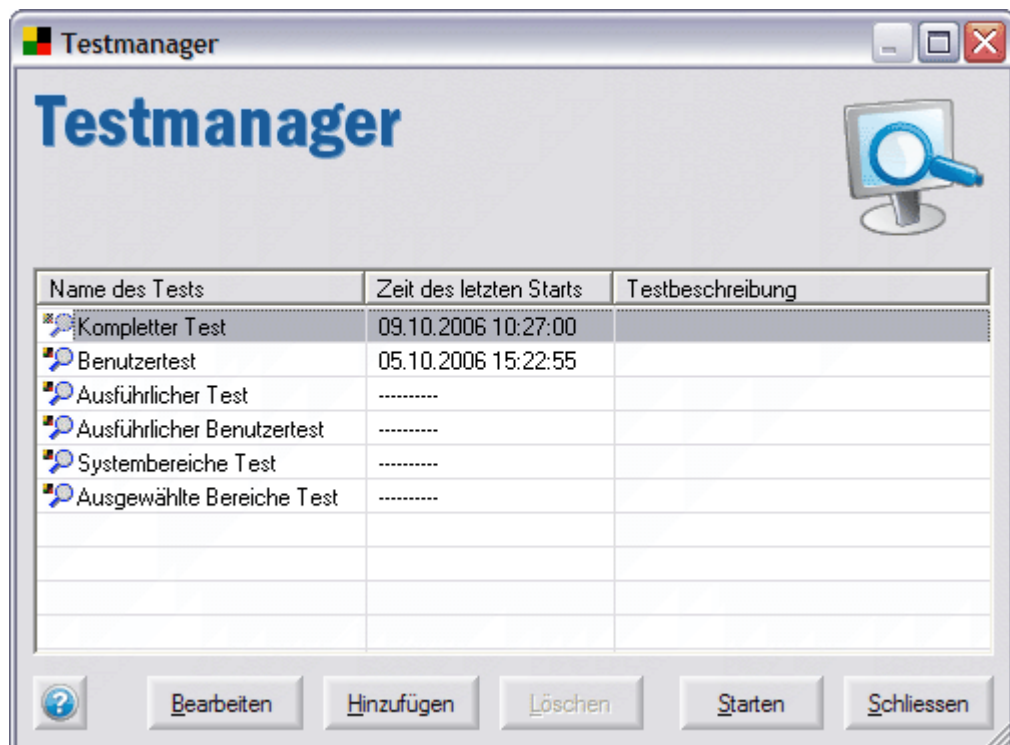 Testmanager
Testmanager
Name des Tests Zeit des letzten Starts Testbeschreibung
Kompletter Test 09.10.2006 10:27:00
Benutzertest 05.10.2006 15:22:55
Ausführlicher Test ----------
Ausführlicher Benutzertest ----------
Systembereiche Test ----------
Ausgewählte Bereiche Test ----------
? Bearbeiten Hinzufügen Löschen Starten Schliessen